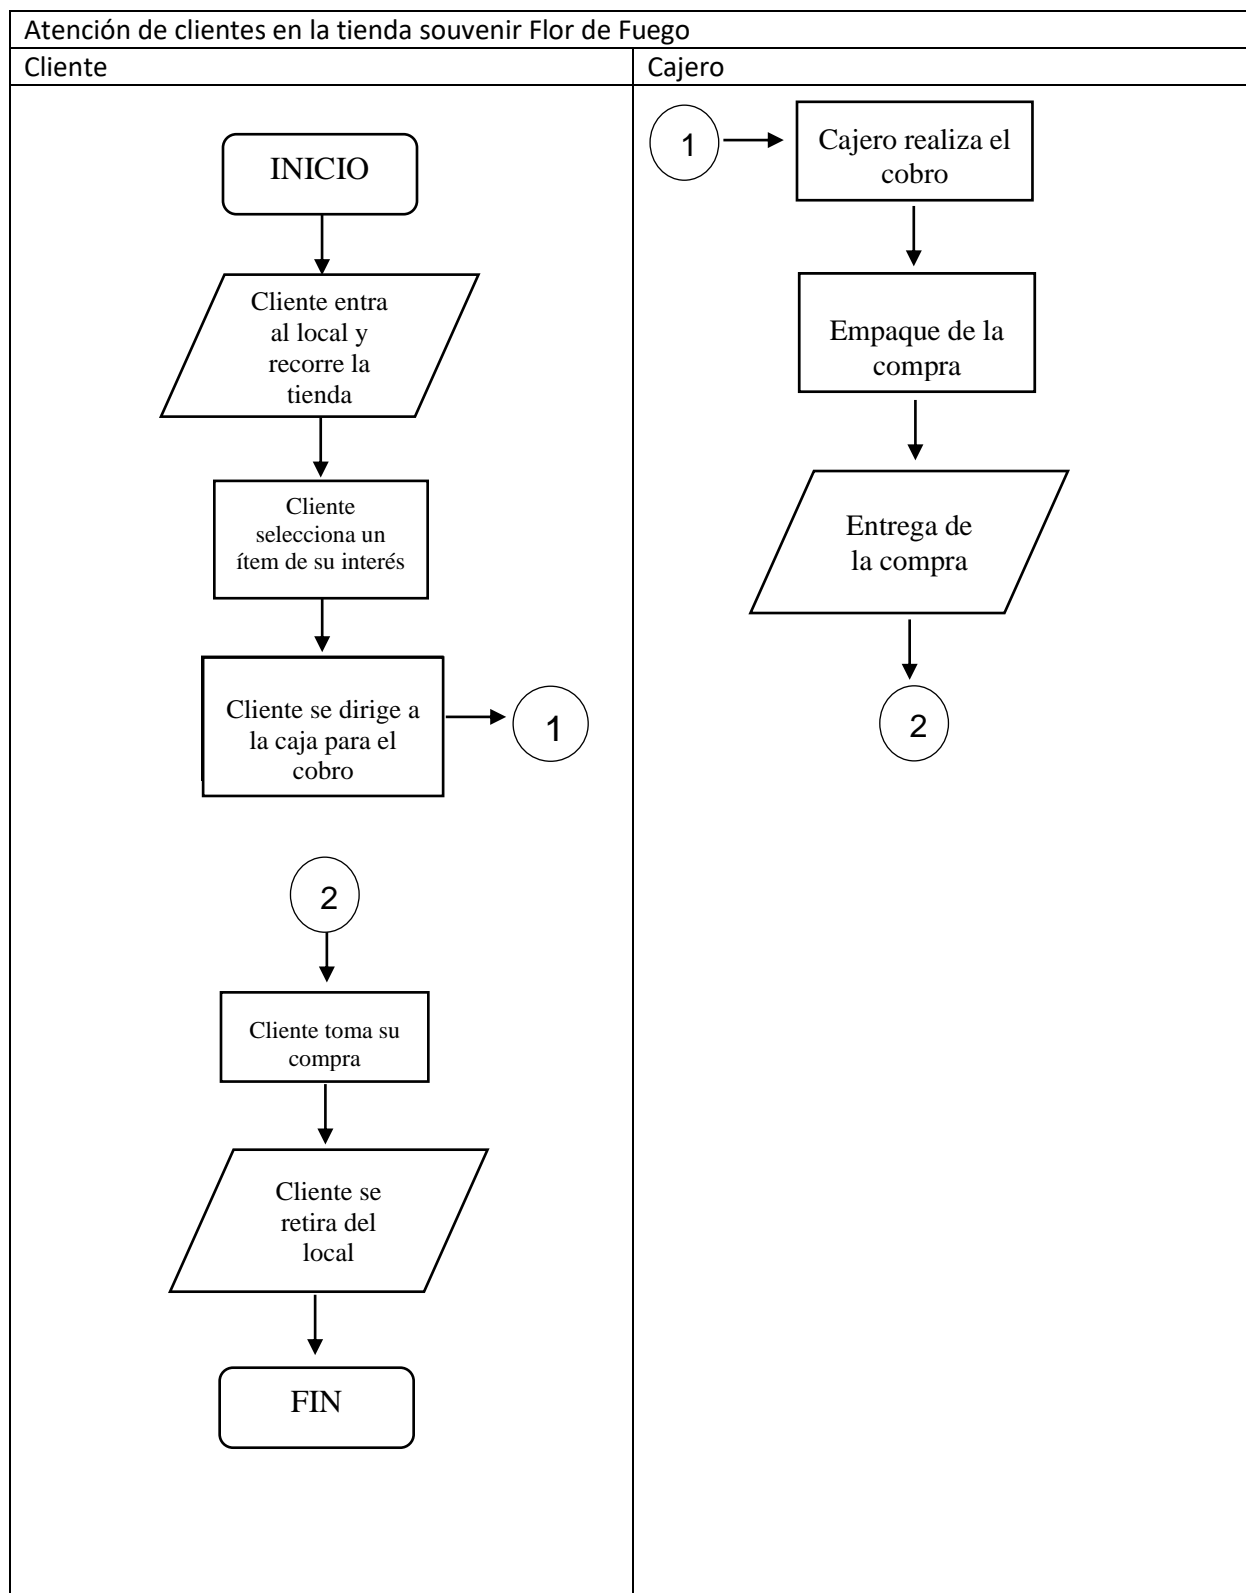 Atención de clientes en la tienda souvenir Flor de Fuego
Cliente
Cajero
INICIO
Cliente entra
al local y
recorre la
tienda
Cliente
selecciona un
ítem de su interés
Cliente se dirige a
la caja para el
cobro
1
2
Cliente toma su
compra
Cliente se
retira del
local
FIN
1
Cajero realiza el
cobro
Empaque de la
compra
Entrega de
la compra
2